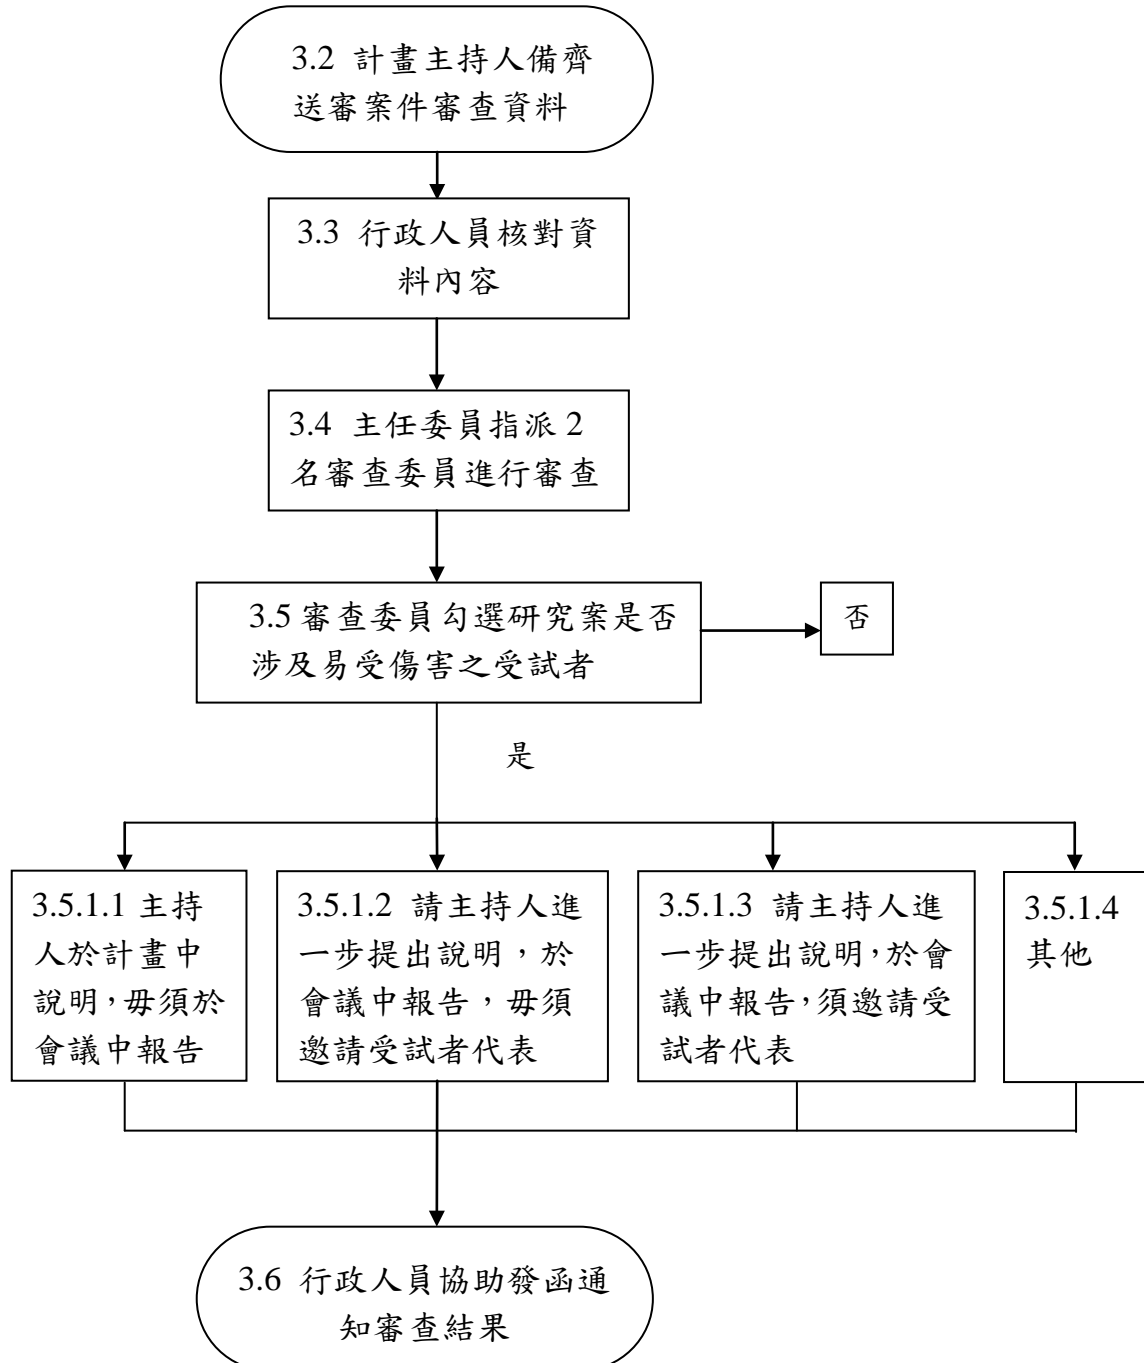 3.2 計畫主持人備齊
送審案件審查資料
3.3 行政人員核對資
料內容
3.4 主任委員指派 2
名審查委員進行審查
3.5 審查委員勾選研究案是否
涉及易受傷害之受試者
否
是
3.5.1.1 主持
人於計畫中
說明，毋須於
會議中報告
3.5.1.2 請主持人進
一步提出說明，於
會議中報告，毋須
邀請受試者代表
3.5.1.3 請主持人進
一步提出說明，於會
議中報告，須邀請受
試者代表
3.5.1.4
其他
3.6 行政人員協助發函通
知審查結果